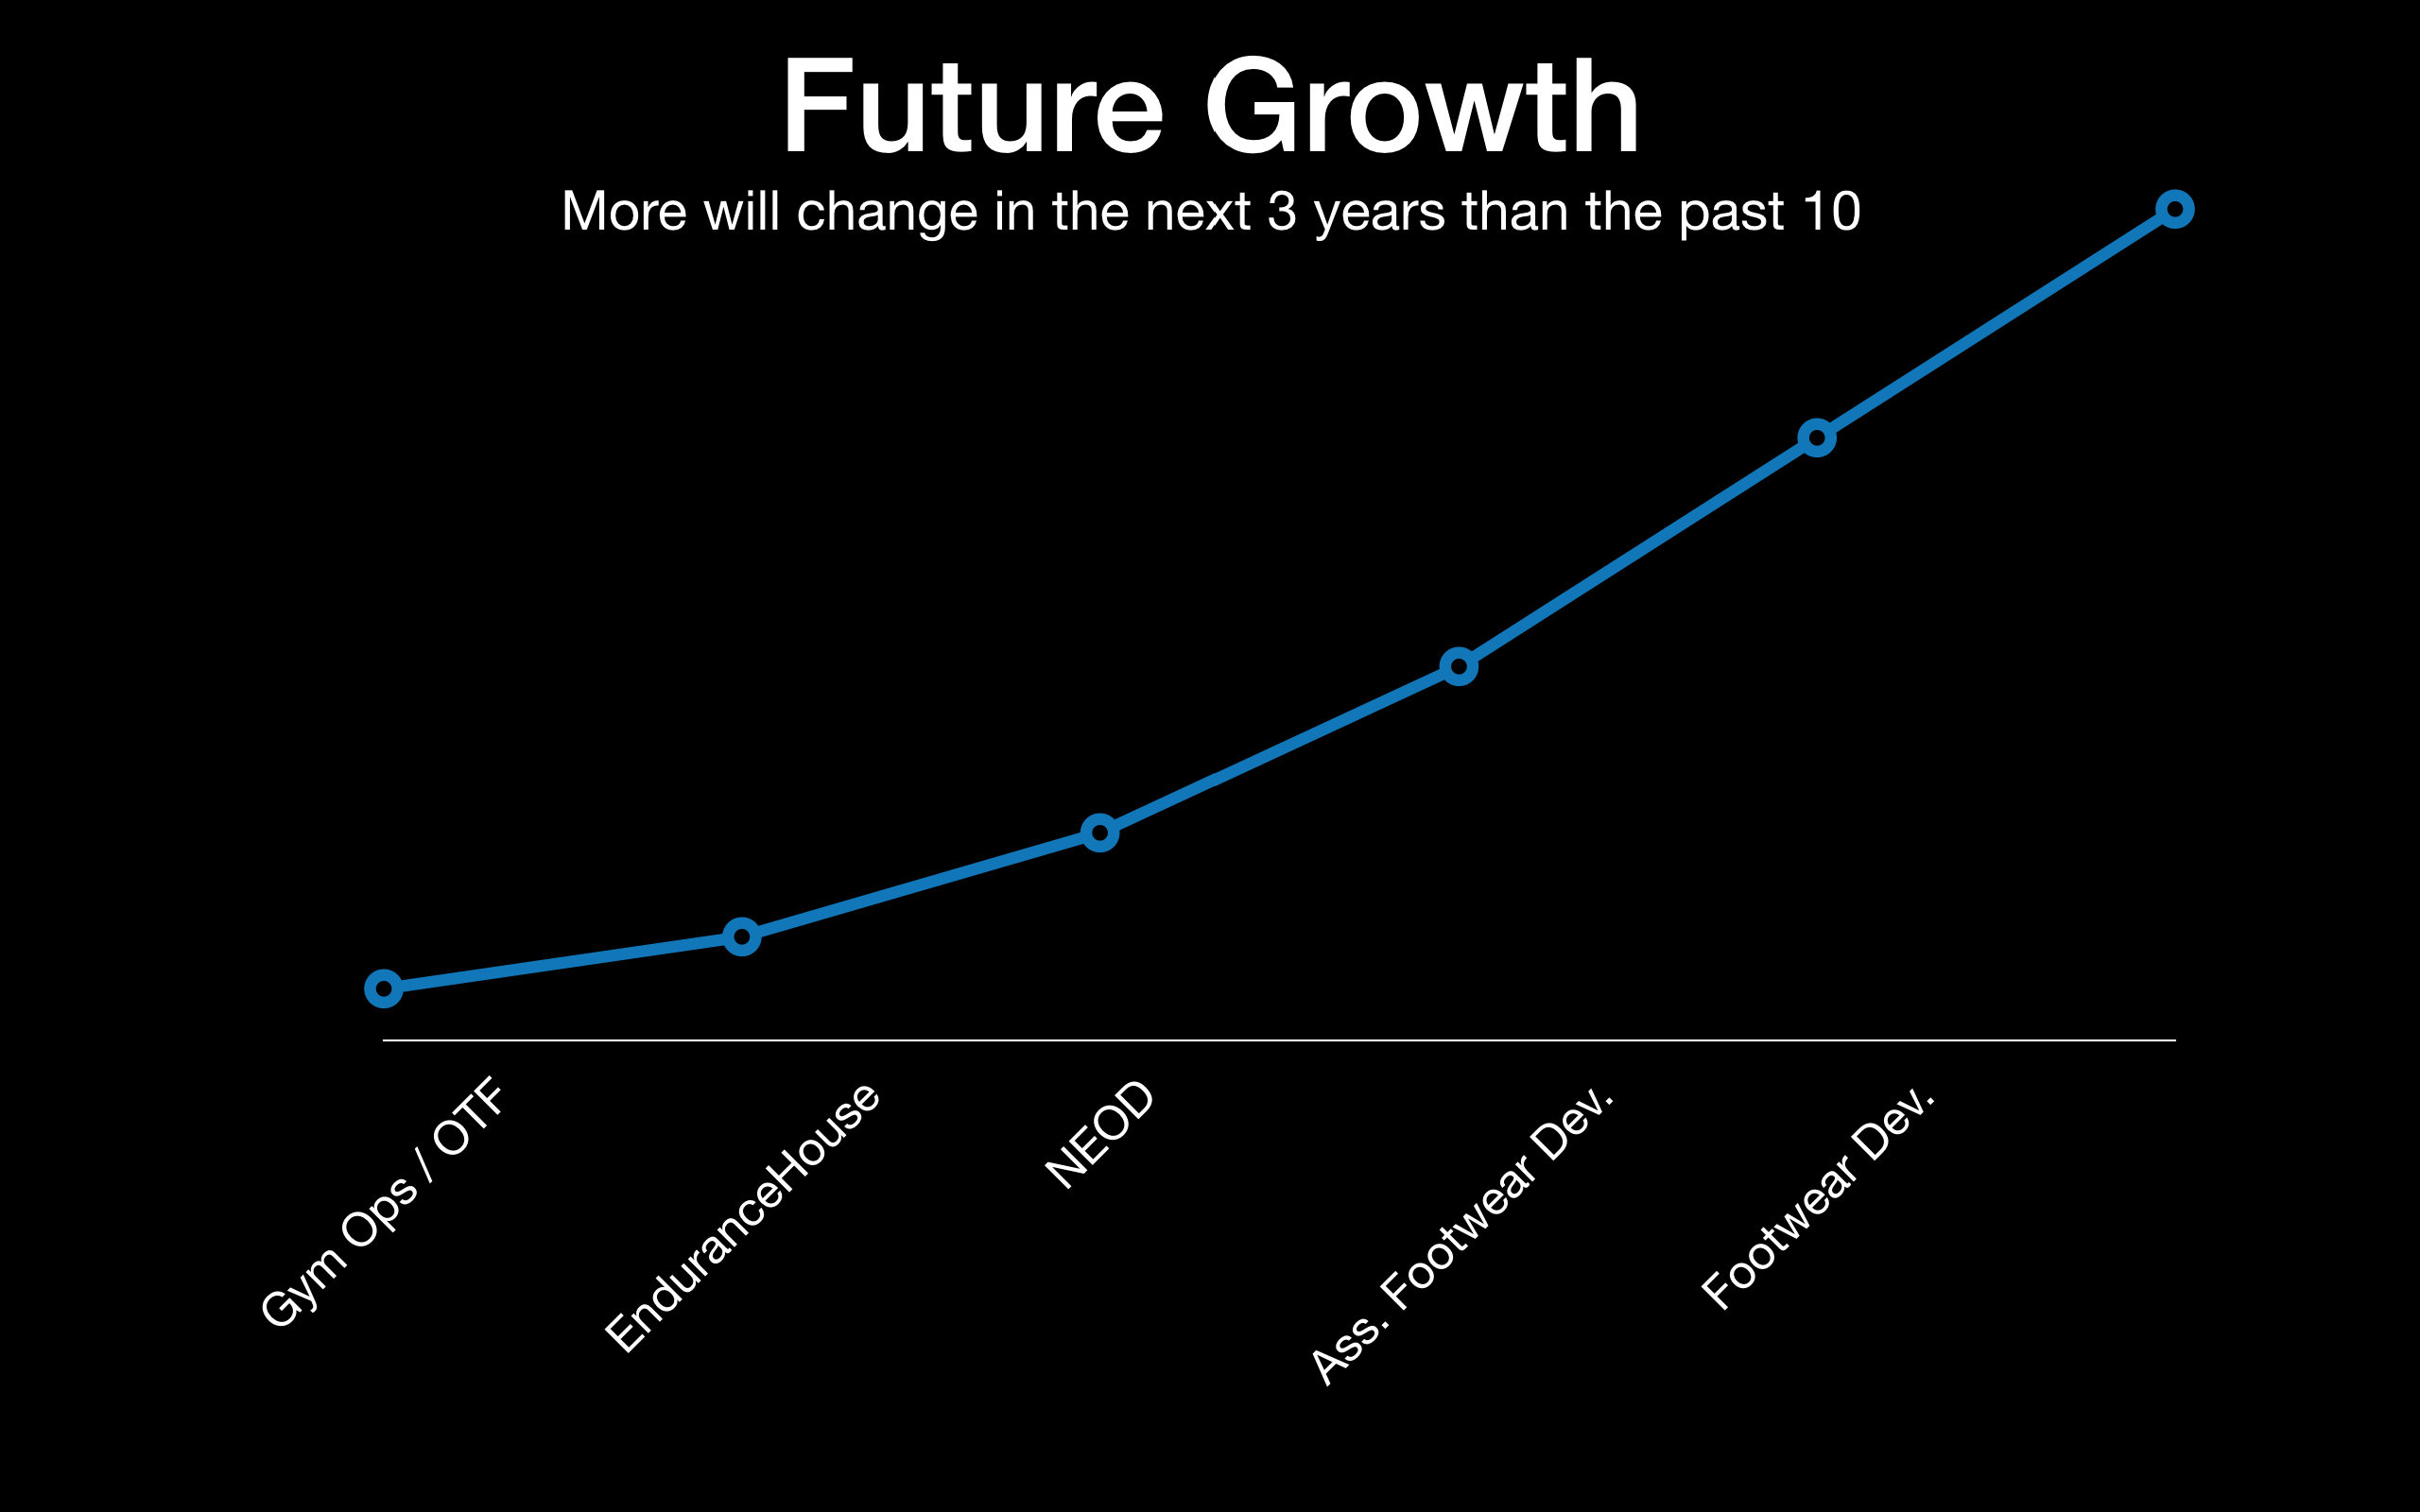 Future Growth
More will change in the next 3 years than the past 10
Gym Ops / OTF
EnduranceHouse
NEOD
Ass. Footwear Dev.
Footwear Dev.